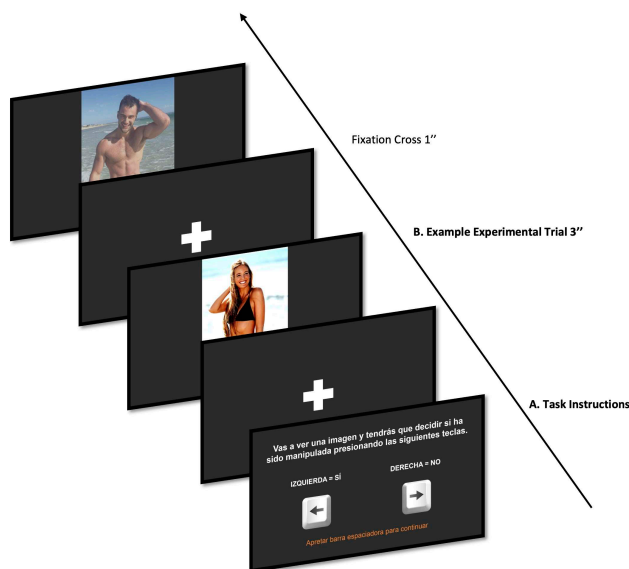 Fixation Cross 1’’
B. Example Experimental Trial 3’’
A. Task Instructions
Vas a ver una imagen y tendrás que decidir si ha
sido manipulada presionando las siguientes teclas.
IZQUIERDA = SÍ
DERECHA = NO
Apretar barra espaciadora para continuar